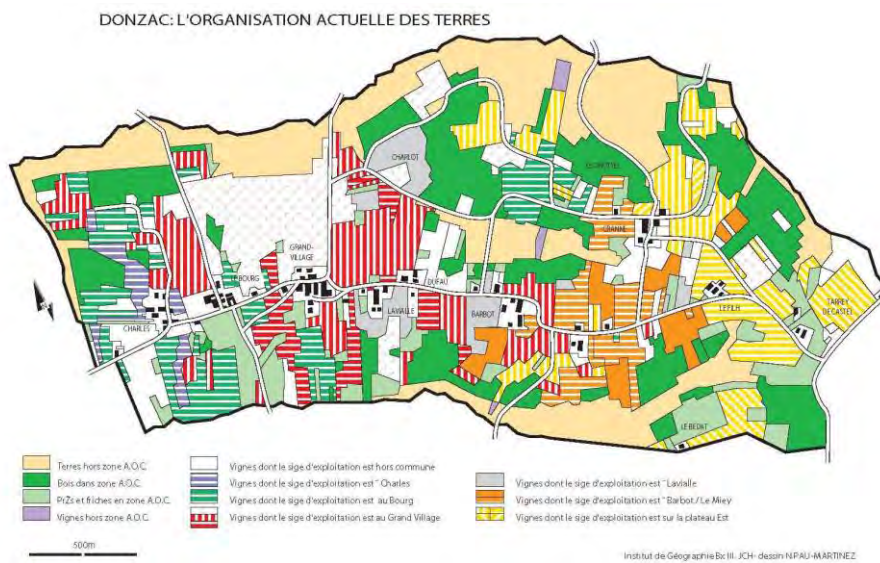 DONZAC: L'ORGANISATION ACTUELLE DES TERRES
CHARLOT
GRAND-VILLAGE
LE BOURG
CHARLES
LAVIALLE
DUFAU
BARBOT
CRANNE
LE FILH
TARREY
DE CASTEL
LE BEDAT
Terres hors zone A.O.C.
Bois dans zone A.O.C.
PrZs et friches en zone A.O.C.
Vignes hors zone A.O.C.
500m
Vignes dont le sige d'exploitation est hors commune
Vignes dont le sige d'exploitation est ˆ Charles
Vignes dont le sige d'exploitation est au Bourg
Vignes dont le sige d'exploitation est au Grand Village
Vignes dont le sige d'exploitation est ˆ Lavialle
Vignes dont le sige d'exploitation est ˆ Barbot / Le Miey
Vignes dont le sige d'exploitation est sur la plateau Est
Institut de Géographie Bx III. JCH- dessin N.PAU-MARTINEZ